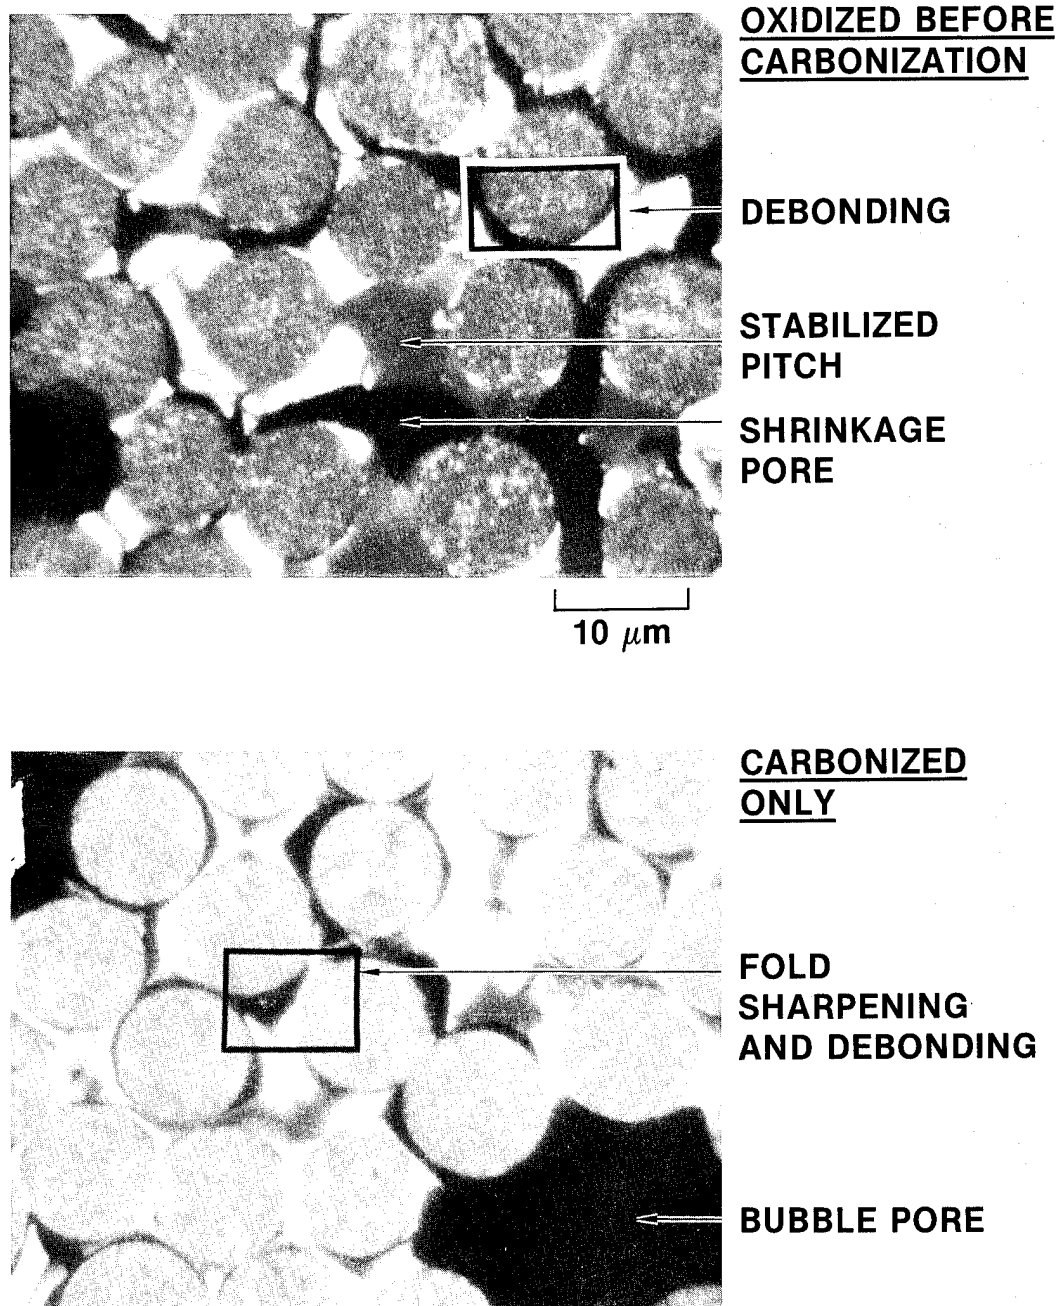 OXIDIZED BEFORE
CARBONIZATION
DEBONDING
STABILIZED
PITCH
SHRINKAGE
PORE
10 μm
CARBONIZED
ONLY
FOLD
SHARPENING
AND DEBONDING
BUBBLE PORE